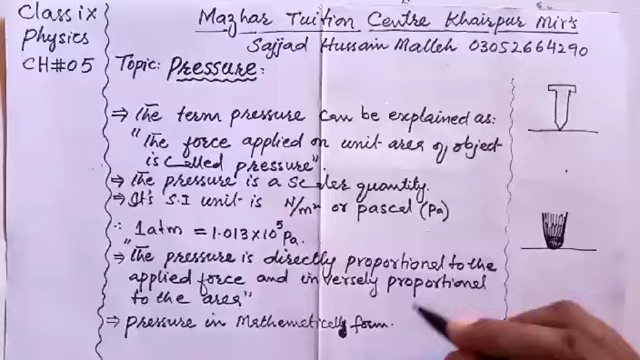 Class ix
Physics
CH#05
Mazhar Tuition Centre Khairpur Mir's
Sajjad Hussain Malleh 03052664290
Topic: Pressure:
⇒ The term pressure can be explained as:
"The force applied on unit area of object
is called pressure".
⇒ The pressure is a scaler quantity.
⇒ It's S.I unit is N/m² or pascal (Pa)
∴ 1 atm = 1.013×10⁵ Pa.
⇒ "The pressure is directly proportional to the
applied force and inversely proportional
to the area"
⇒ pressure in Mathemetically form.